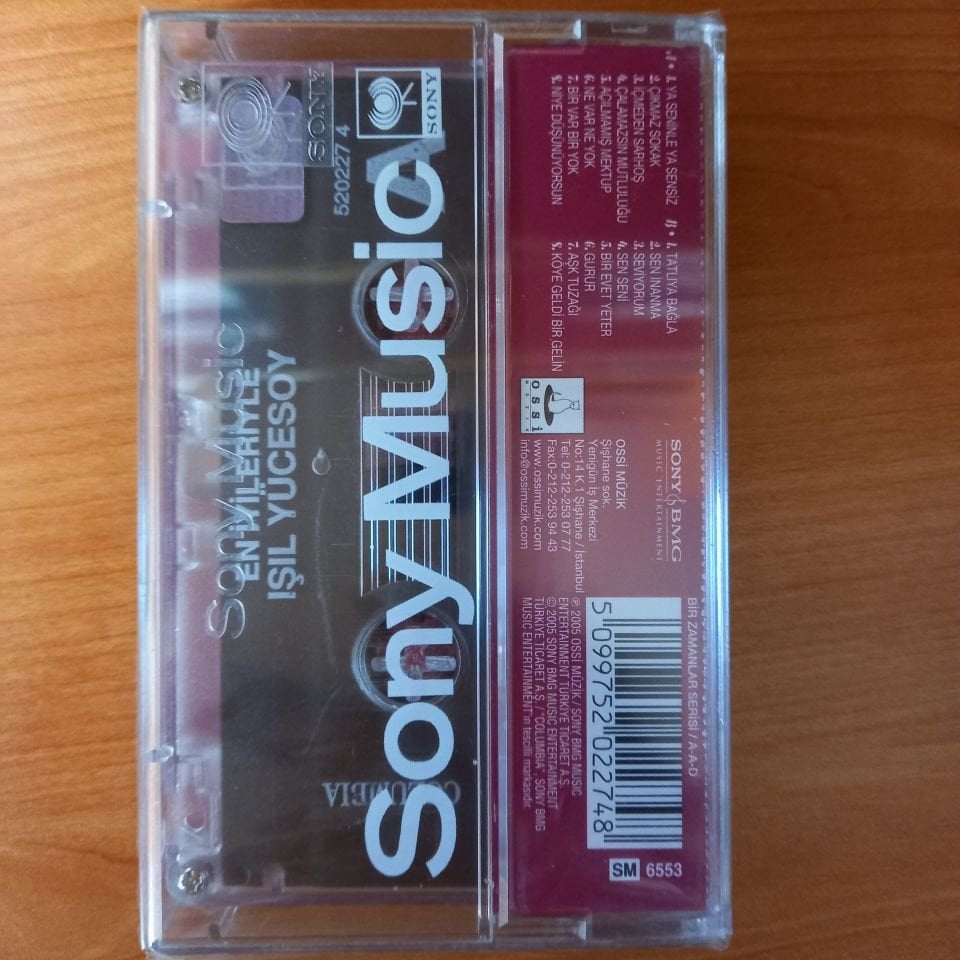 SONY
Sony Music
SONY
Sony Music
520227 4
A
EN İYİLERİYLE
IŞIL YÜCESOY
COLUMBIA
A• 1. YA SENNLE YA SENSİZ
2. ÇIKMAZ SOKAK
3. İÇMEDEN SARHOŞ
4. ÇALAMAZSIN MUTLULUĞU
5. AÇILMAMIŞ MEKTUP
6. NE VAR NE YOK
7. BİR VAR BİR YOK
8. NİYE DÜŞÜNÜYORSUN
B• 1. TATLIYA BAĞLA
2. SEN İNANMA
3. SEVİYORUM
4. SEN SENİ
5. BİR EVET YETER
6. GURUR
7. AŞK TUZAĞI
8. KÖYE GELDİ BİR GELİN
ossi
MÜZİK
SONY BMG
MUSIC ENTERTAINMENT
OSSİ MÜZİK
Şişhane sok.
Yenigün İş Merkezi
No:14 K.1 Şişhane / İstanbul
Tel: 0-212-253 07 77
Fax:0-212-253 94 43
www.ossimuzik.com
info@ossimuzik.com
BİR ZAMANLAR SERİSİ / A-A-D
5 099752 022748
℗ 2005 OSSİ MÜZİK / SONY BMG MUSIC
ENTERTAINMENT TÜRKİYE TİCARET A.Ş.
© 2005 SONY BMG MUSIC ENTERTAINMENT
TÜRKİYE TİCARET A.Ş. / "COLUMBIA", SONY BMG
MUSIC ENTERTAINMENT'ın tescilli markasıdır.
SM 6553